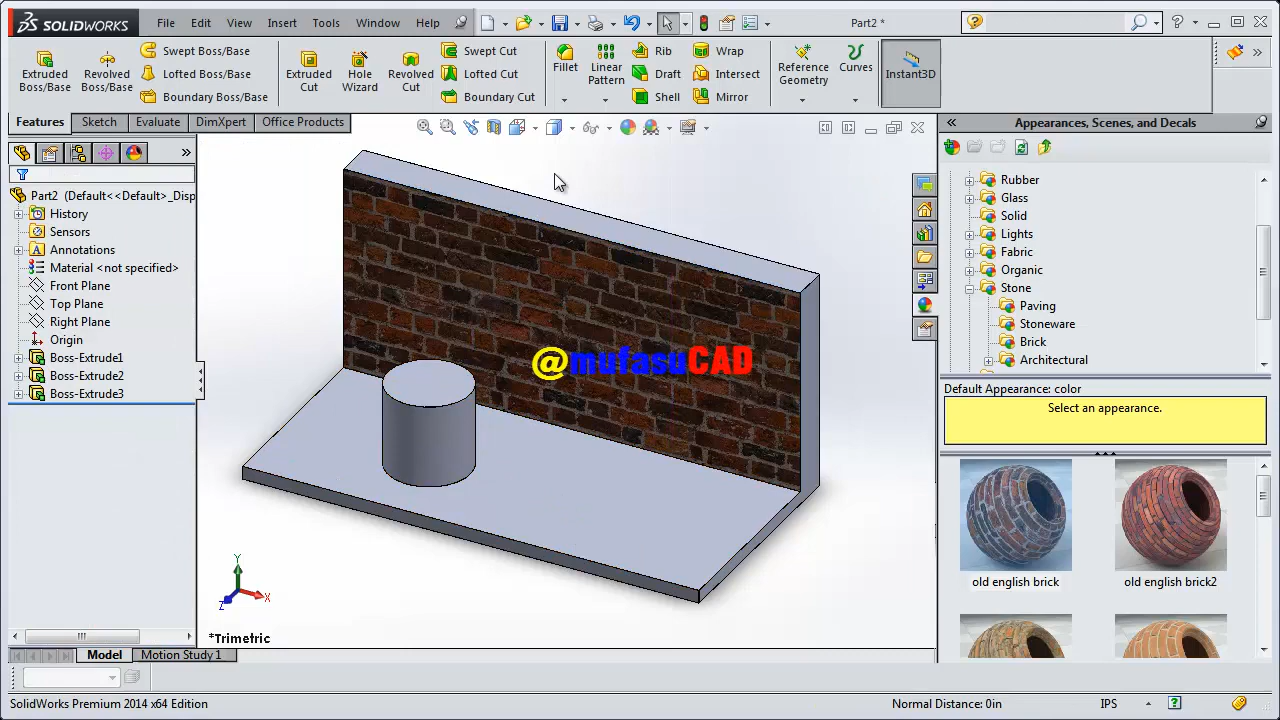 SOLIDWORKS
File Edit View Insert Tools Window Help
Part2 *
Extruded Boss/Base
Revolved Boss/Base
Swept Boss/Base
Lofted Boss/Base
Boundary Boss/Base
Extruded Cut
Hole Wizard
Revolved Cut
Swept Cut
Lofted Cut
Boundary Cut
Fillet
Linear Pattern
Rib
Draft
Shell
Wrap
Intersect
Mirror
Reference Geometry
Curves
Instant3D
Features Sketch Evaluate DimXpert Office Products
Part2 (Default<<Default>_Disp
History
Sensors
Annotations
Material <not specified>
Front Plane
Top Plane
Right Plane
Origin
Boss-Extrude1
Boss-Extrude2
Boss-Extrude3
@mufasuCAD
Y
X
Z
*Trimetric
Appearances, Scenes, and Decals
Rubber
Glass
Solid
Lights
Fabric
Organic
Stone
Paving
Stoneware
Brick
Architectural
Default Appearance: color
Select an appearance.
old english brick
old english brick2
Model Motion Study 1
SolidWorks Premium 2014 x64 Edition
Normal Distance: 0in
IPS